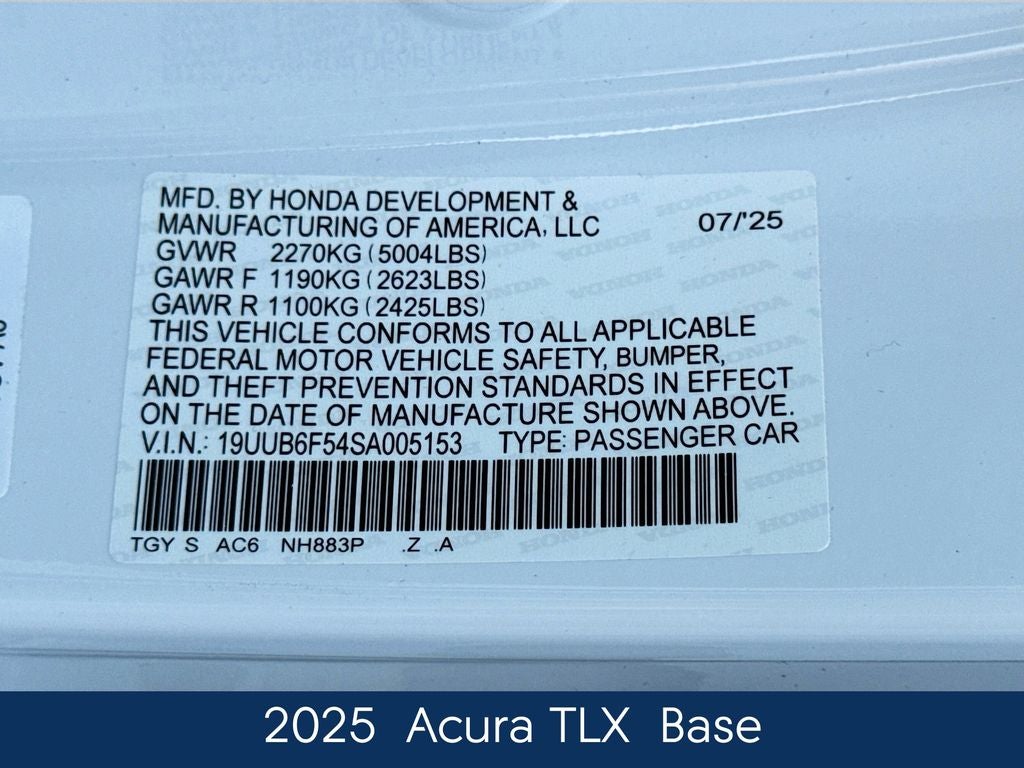 MFD. BY HONDA DEVELOPMENT &
MANUFACTURING OF AMERICA, LLC 07/'25
GVWR 2270KG (5004LBS)
GAWR F 1190KG (2623LBS)
GAWR R 1100KG (2425LBS)
THIS VEHICLE CONFORMS TO ALL APPLICABLE
FEDERAL MOTOR VEHICLE SAFETY, BUMPER,
AND THEFT PREVENTION STANDARDS IN EFFECT
ON THE DATE OF MANUFACTURE SHOWN ABOVE.
V.I.N.: 19UUB6F54SA005153 TYPE: PASSENGER CAR
TGY S AC6 NH883P .Z .A
2025 Acura TLX Base